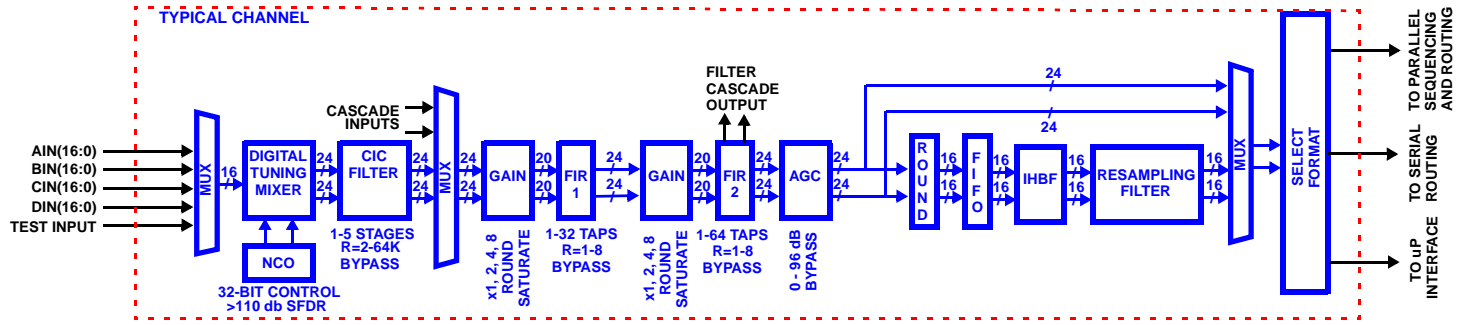 TYPICAL CHANNEL
AIN(16:0)
BIN(16:0)
CIN(16:0)
DIN(16:0)
TEST INPUT
MUX
16
DIGITAL
TUNING
MIXER
NCO
32-BIT CONTROL
>110 db SFDR
24
24
CIC
FILTER
1-5 STAGES
R=2-64K
BYPASS
24
24
CASCADE
INPUTS
MUX
24
24
GAIN
x1, 2, 4, 8
ROUND
SATURATE
20
20
FIR
1
1-32 TAPS
R=1-8
BYPASS
24
24
GAIN
x1, 2, 4, 8
ROUND
SATURATE
20
20
FILTER
CASCADE
OUTPUT
FIR
2
1-64 TAPS
R=1-8
BYPASS
24
24
AGC
0 - 96 dB
BYPASS
24
24
24
24
ROUND
16
16
FIFO
16
16
IHBF
16
16
RESAMPLING
FILTER
16
16
MUX
SELECT
FORMAT
TO PARALLEL
SEQUENCING
AND ROUTING
TO SERIAL
ROUTING
TO uP
INTERFACE